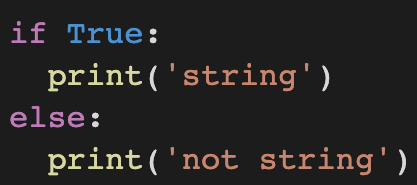 if True:
  print('string')
else:
  print('not string')